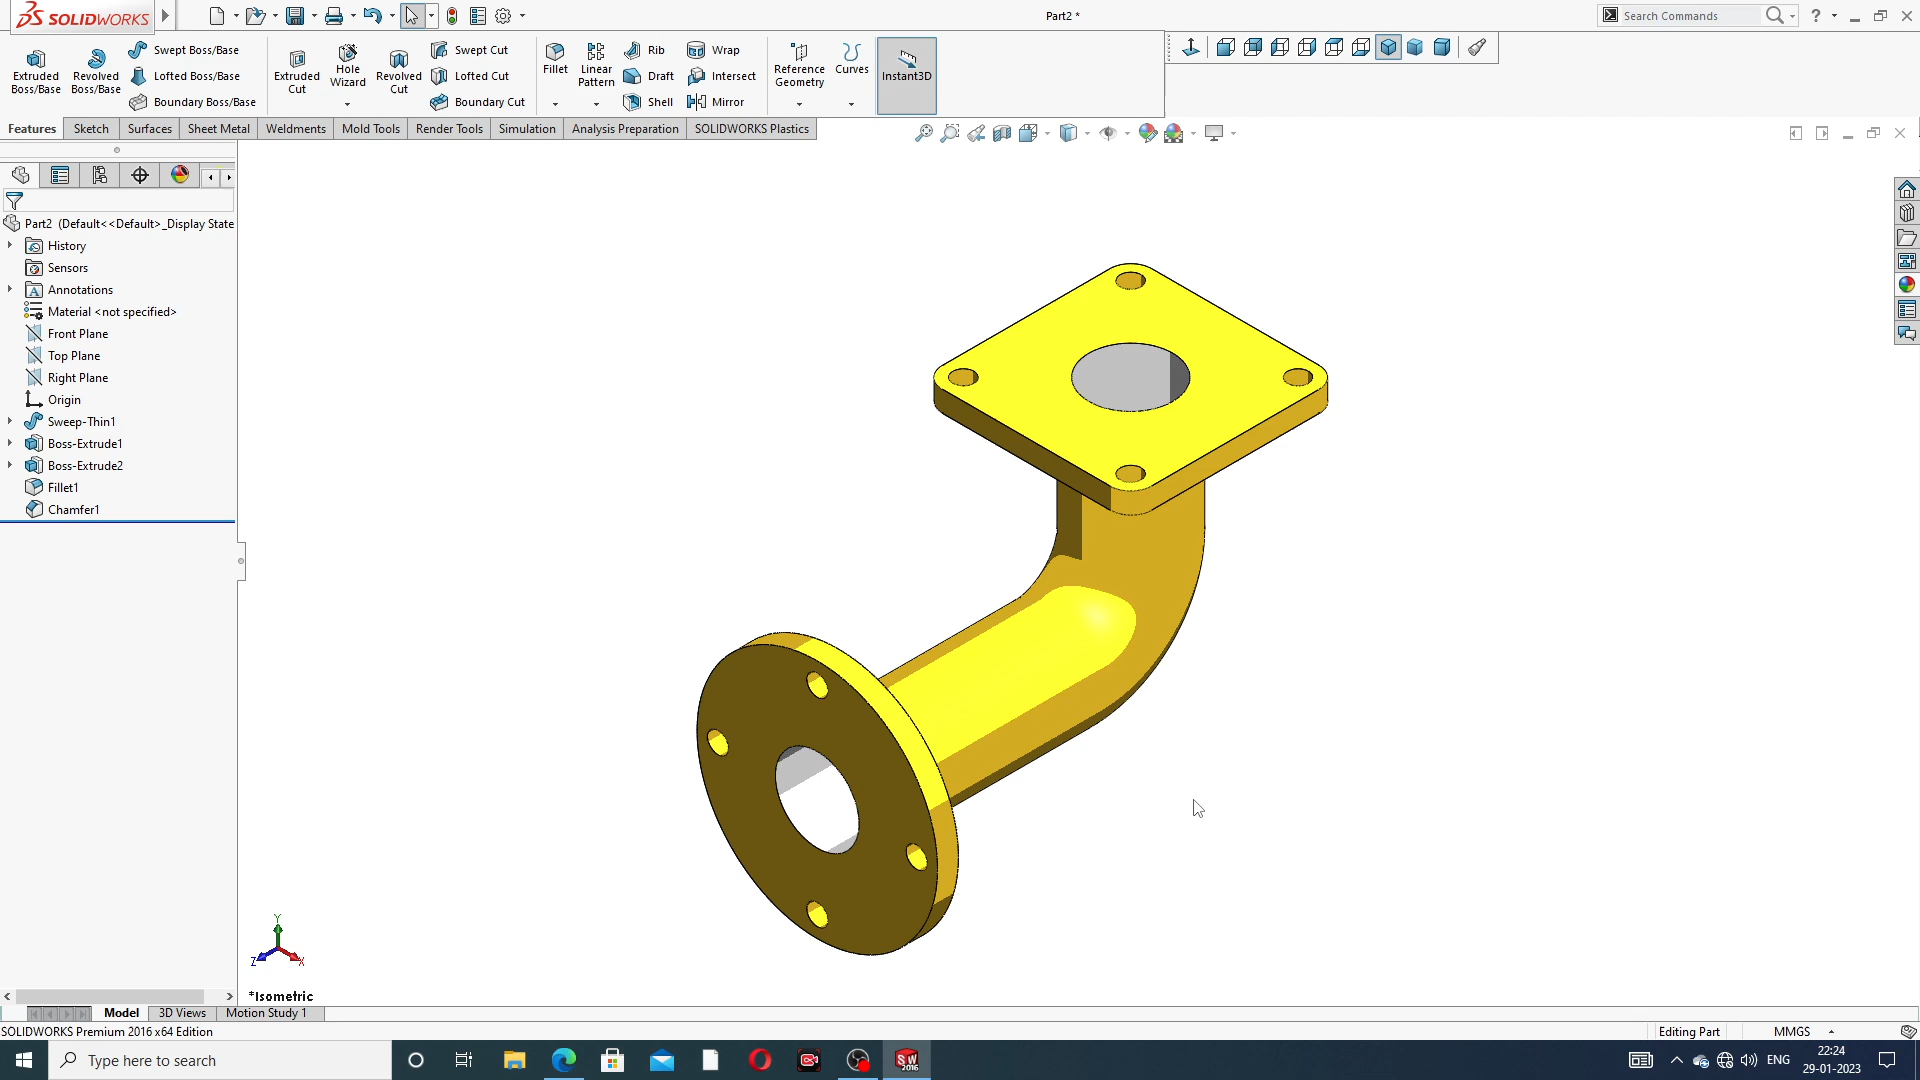 SOLIDWORKS
Part2 *
Search Commands
?
Extruded Boss/Base
Revolved Boss/Base
Swept Boss/Base
Lofted Boss/Base
Boundary Boss/Base
Extruded Cut
Hole Wizard
Revolved Cut
Swept Cut
Lofted Cut
Boundary Cut
Fillet
Linear Pattern
Rib
Draft
Shell
Wrap
Intersect
Mirror
Reference Geometry
Curves
Instant3D
Features
Sketch
Surfaces
Sheet Metal
Weldments
Mold Tools
Render Tools
Simulation
Analysis Preparation
SOLIDWORKS Plastics
Part2 (Default<<Default>_Display State
History
Sensors
A Annotations
Material <not specified>
Front Plane
Top Plane
Right Plane
Origin
Sweep-Thin1
Boss-Extrude1
Boss-Extrude2
Fillet1
Chamfer1
Y
Z
X
*Isometric
Model
3D Views
Motion Study 1
SOLIDWORKS Premium 2016 x64 Edition
Editing Part
MMGS
Type here to search
SW
2016
ENG
22:24
29-01-2023